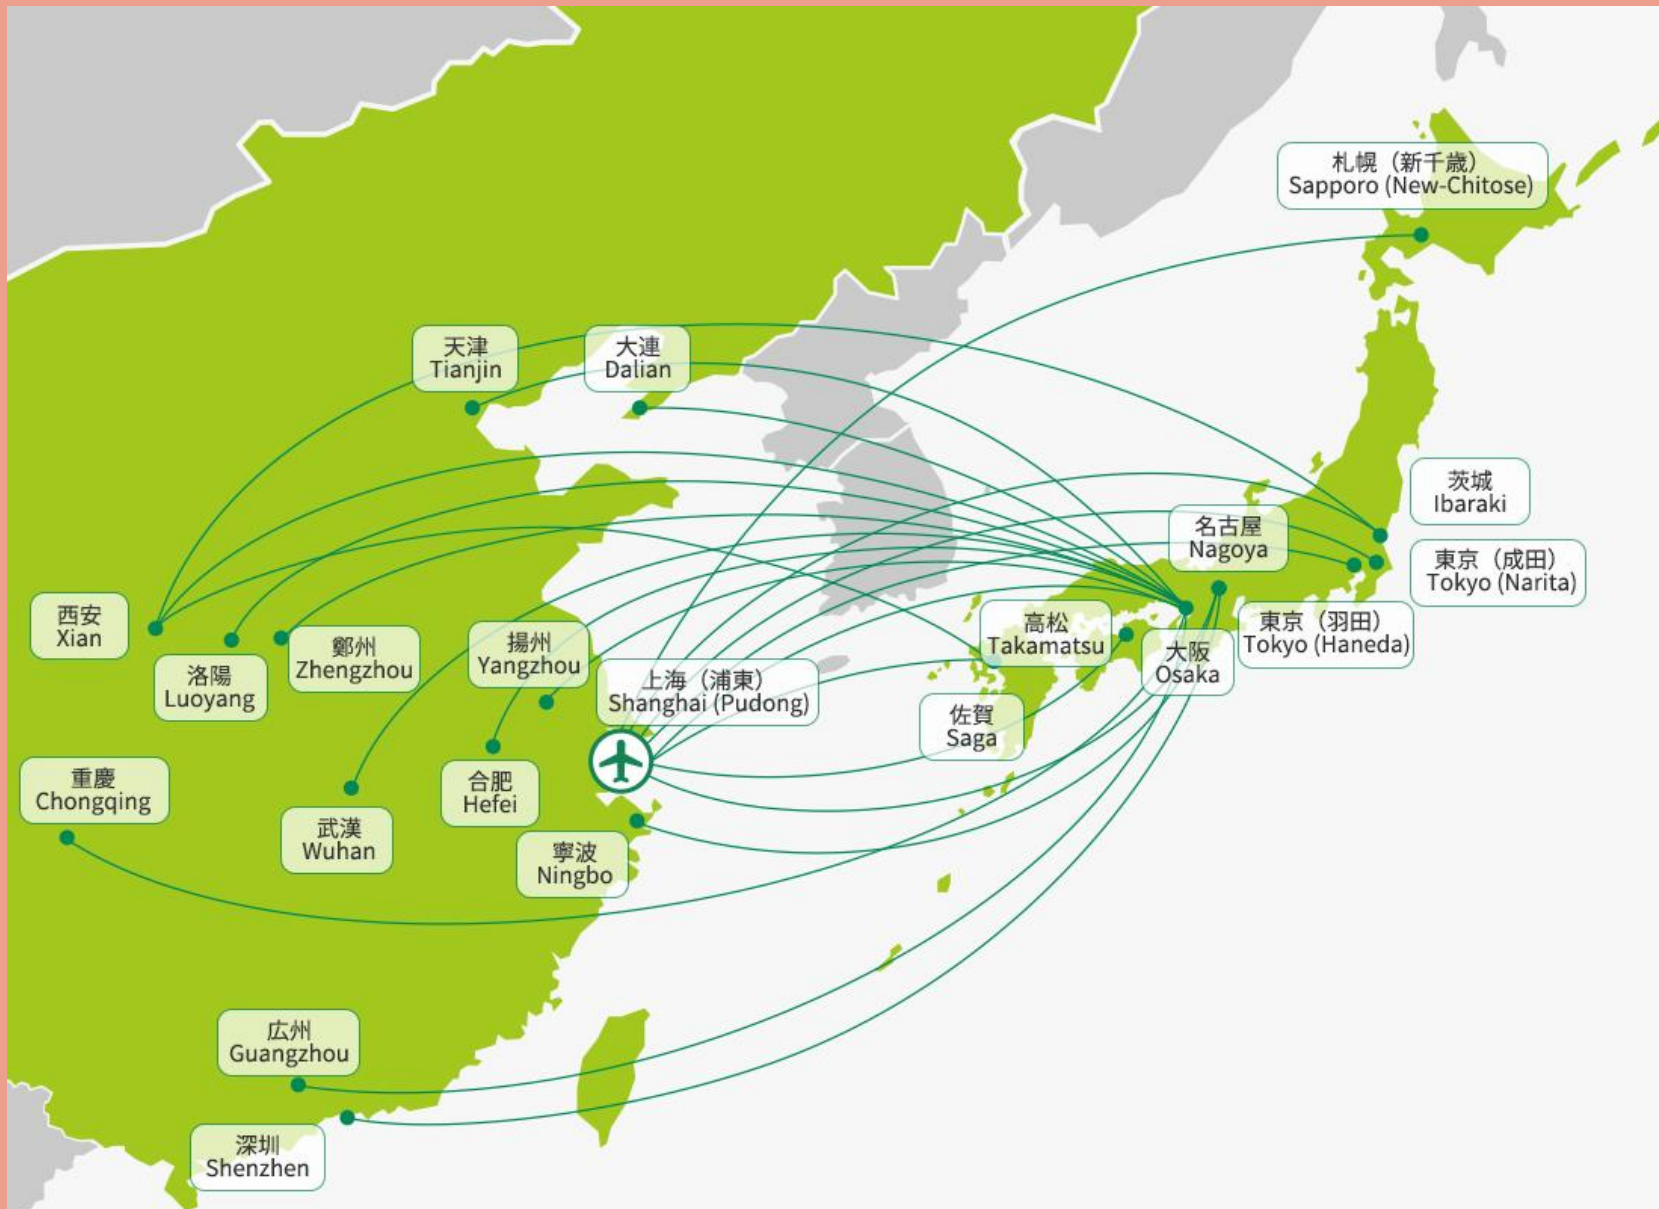 札幌（新千歳）
Sapporo (New-Chitose)
天津
Tianjin
大連
Dalian
茨城
Ibaraki
名古屋
Nagoya
東京（成田）
Tokyo (Narita)
西安
Xian
洛陽
Luoyang
鄭州
Zhengzhou
揚州
Yangzhou
上海（浦東）
Shanghai (Pudong)
高松
Takamatsu
東京（羽田）
Tokyo (Haneda)
大阪
Osaka
佐賀
Saga
重慶
Chongqing
武漢
Wuhan
合肥
Hefei
寧波
Ningbo
広州
Guangzhou
深圳
Shenzhen